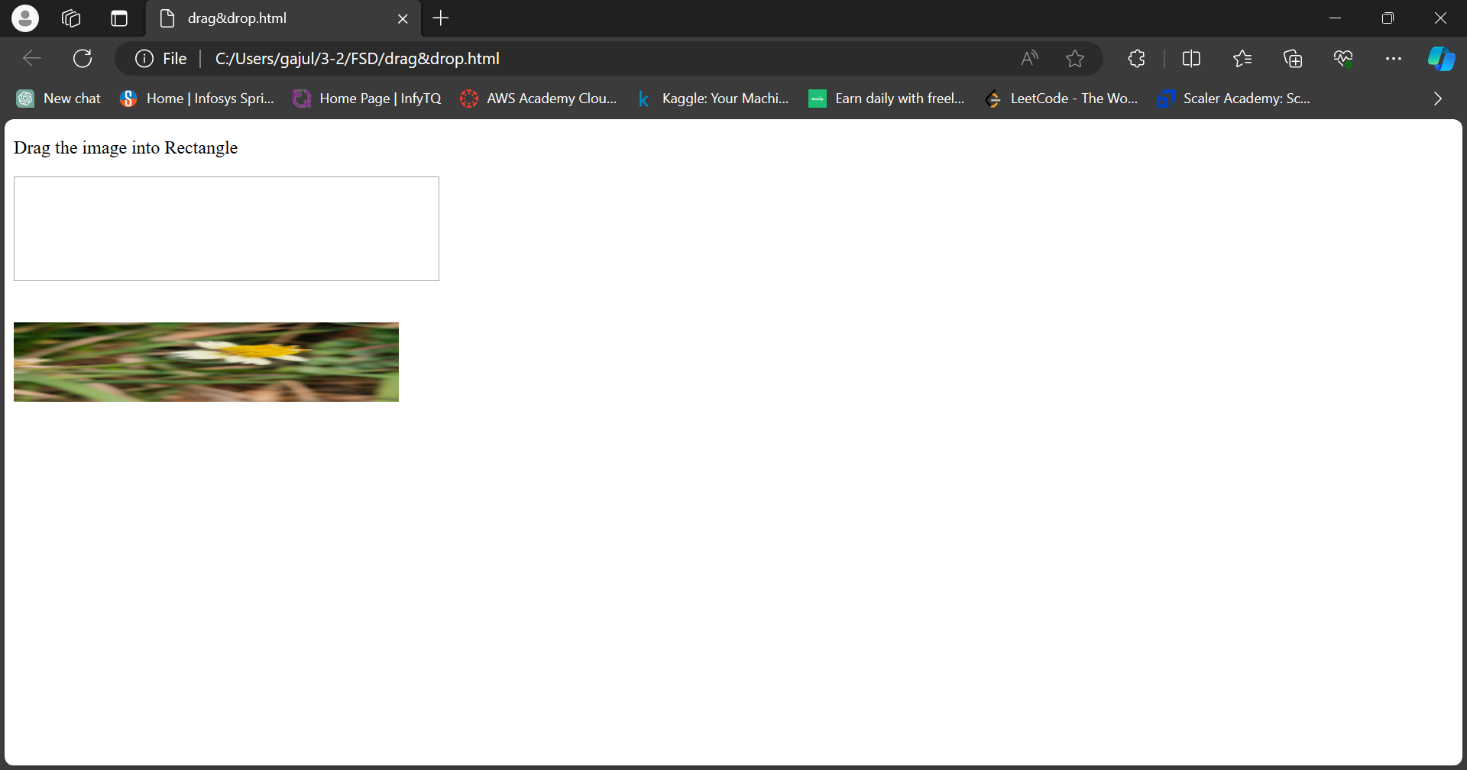 drag&drop.html
File C:/Users/gajul/3-2/FSD/drag&drop.html
New chat Home | Infosys Spri... Home Page | InfyTQ AWS Academy Clou... Kaggle: Your Machi... Earn daily with freel... LeetCode - The Wo... Scaler Academy: Sc...
Drag the image into Rectangle